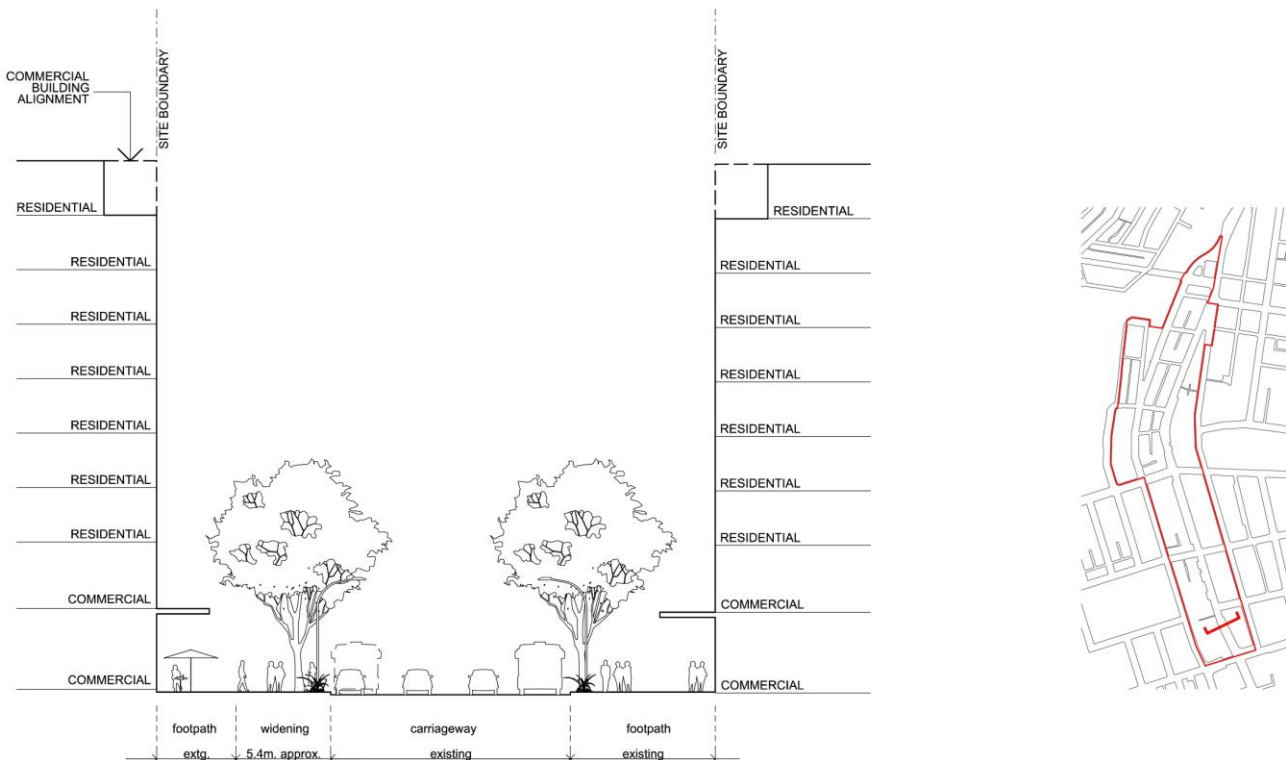 COMMERCIAL
BUILDING
ALIGNMENT
SITE BOUNDARY
SITE BOUNDARY
RESIDENTIAL
RESIDENTIAL
RESIDENTIAL
RESIDENTIAL
RESIDENTIAL
RESIDENTIAL
RESIDENTIAL
COMMERCIAL
COMMERCIAL
RESIDENTIAL
RESIDENTIAL
RESIDENTIAL
RESIDENTIAL
RESIDENTIAL
RESIDENTIAL
RESIDENTIAL
COMMERCIAL
COMMERCIAL
footpath
extg.
widening
5.4m. approx.
carriageway
existing
footpath
existing